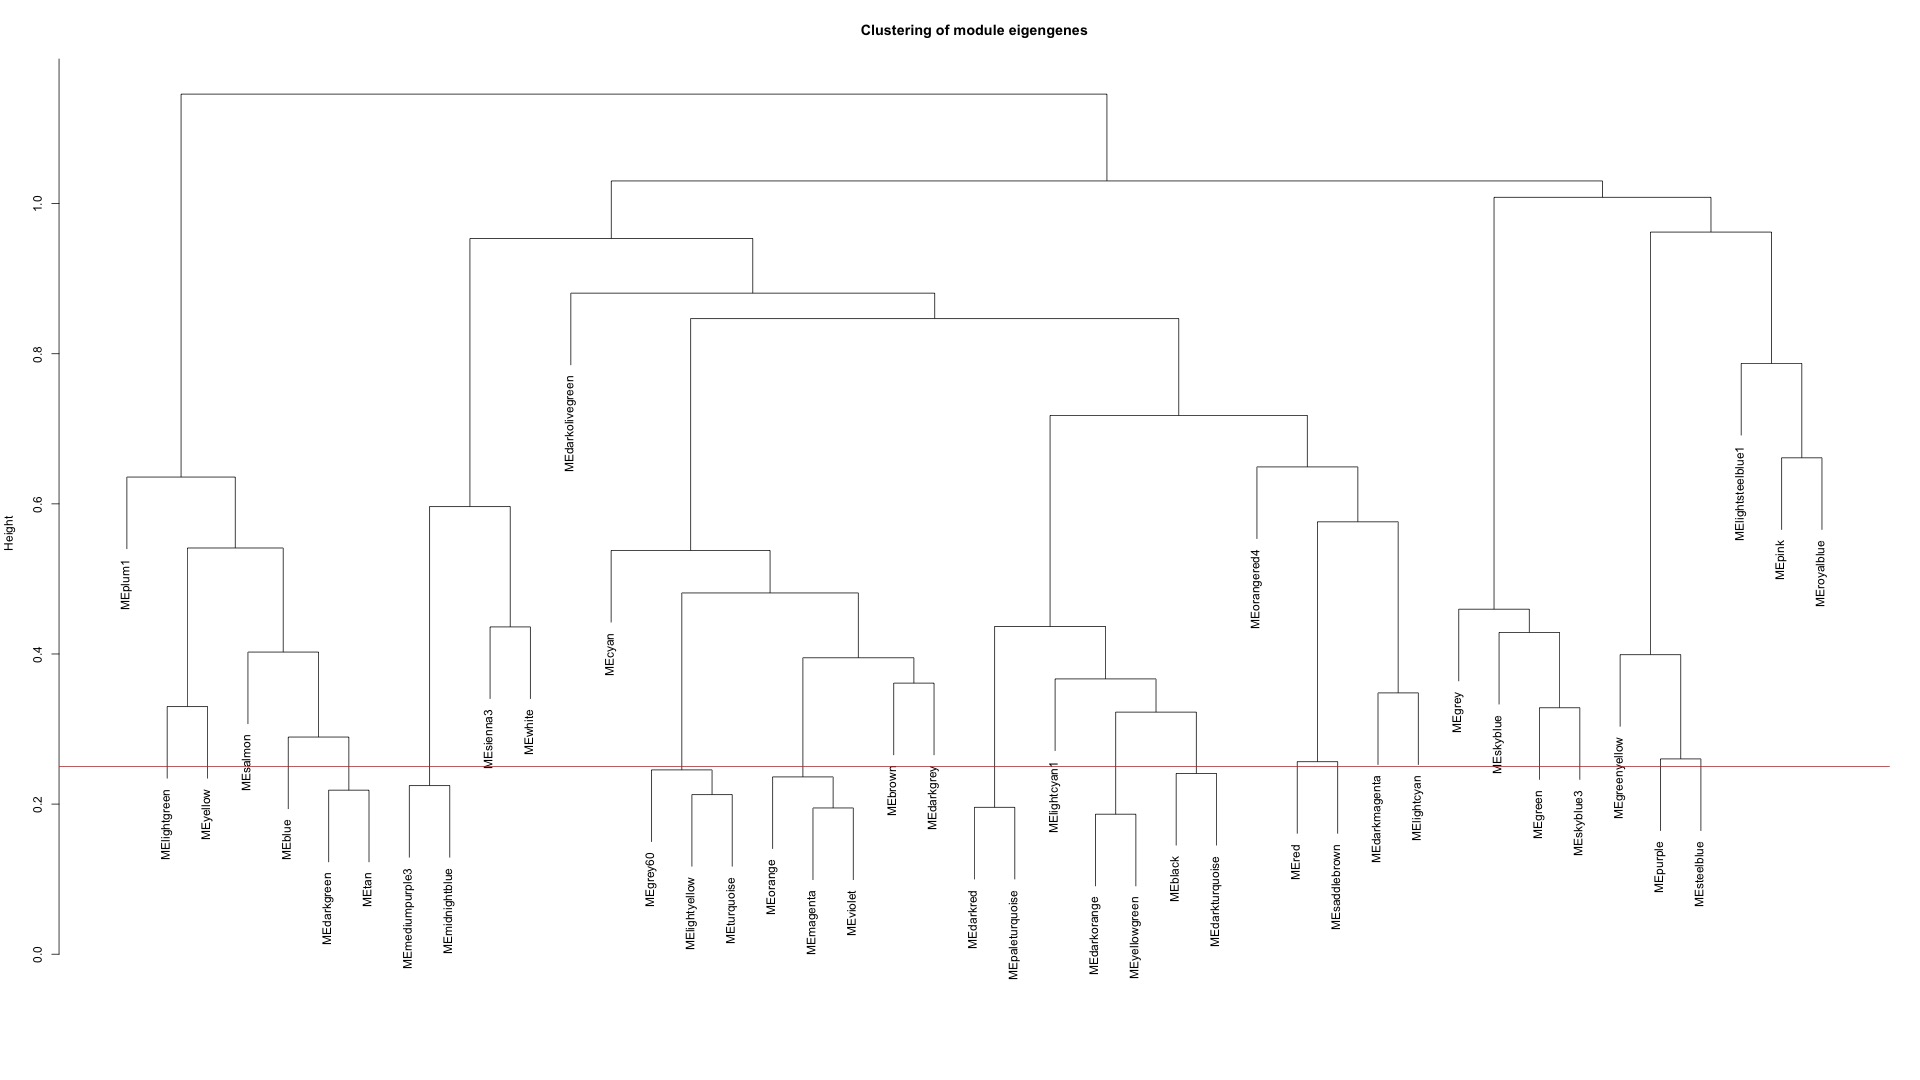 Clustering of module eigengenes
Height
1.0
0.8
0.6
0.4
0.2
0.0
MEplum1
MElightgreen
MEyellow
MEsalmon
MEblue
MEdarkgreen
MEtan
MEmediumpurple3
MEmidnightblue
MEsienna3
MEwhite
MEdarkolivegreen
MEcyan
MEgrey60
MElightyellow
MEturquoise
MEorange
MEmagenta
MEviolet
MEbrown
MEdarkgrey
MEdarkred
MEpaleturquoise
MElightcyan1
MEdarkorange
MEyellowgreen
MEblack
MEdarkturquoise
MEorangered4
MEred
MEsaddlebrown
MEdarkmagenta
MElightcyan
MEgrey
MEskyblue
MEgreen
MEskyblue3
MEgreenyellow
MEpurple
MEsteelblue
MElightsteelblue1
MEpink
MEroyalblue